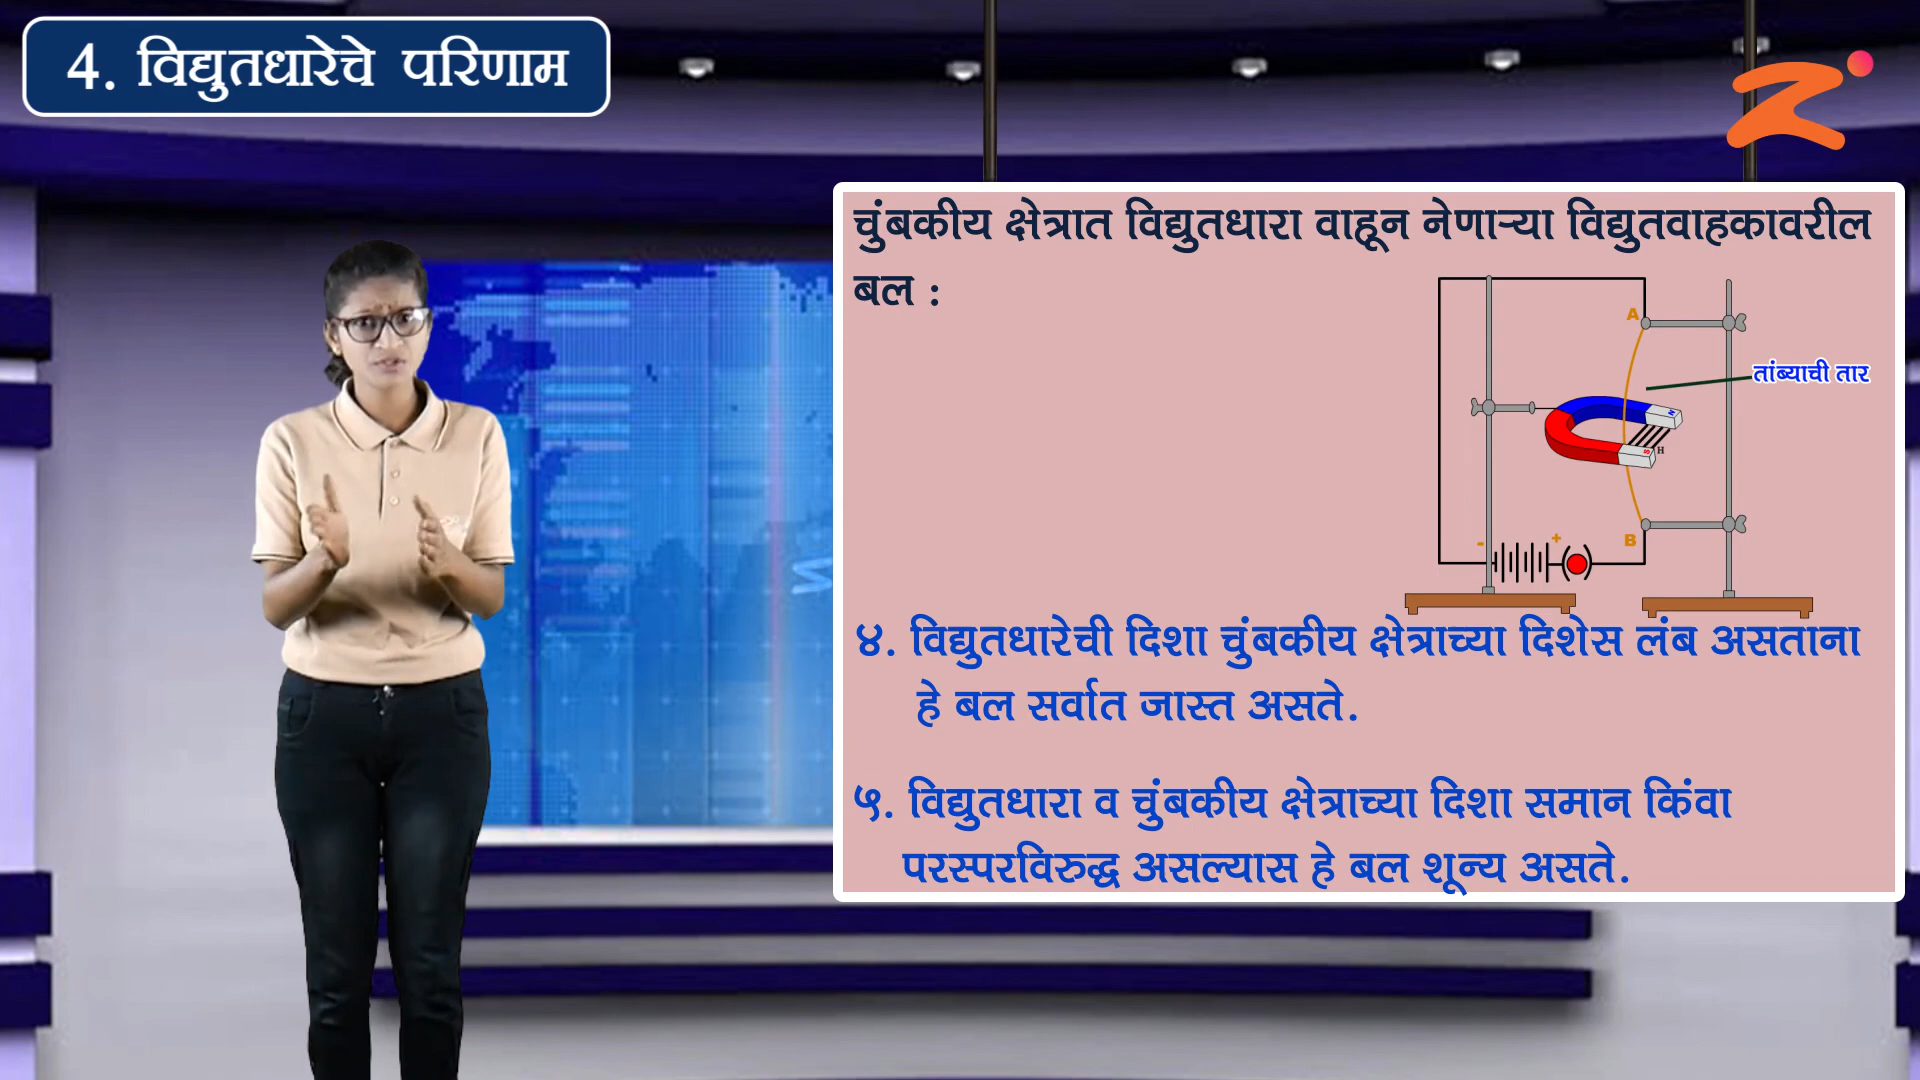 4. विद्युतधारेचे परिणाम
चुंबकीय क्षेत्रात विद्युतधारा वाहून नेणाऱ्या विद्युतवाहकावरील
बल :
A
तांब्याची तार
N
S H
B
- +
४. विद्युतधारेची दिशा चुंबकीय क्षेत्राच्या दिशेस लंब असताना
हे बल सर्वात जास्त असते.
५. विद्युतधारा व चुंबकीय क्षेत्राच्या दिशा समान किंवा
परस्परविरुद्ध असल्यास हे बल शून्य असते.